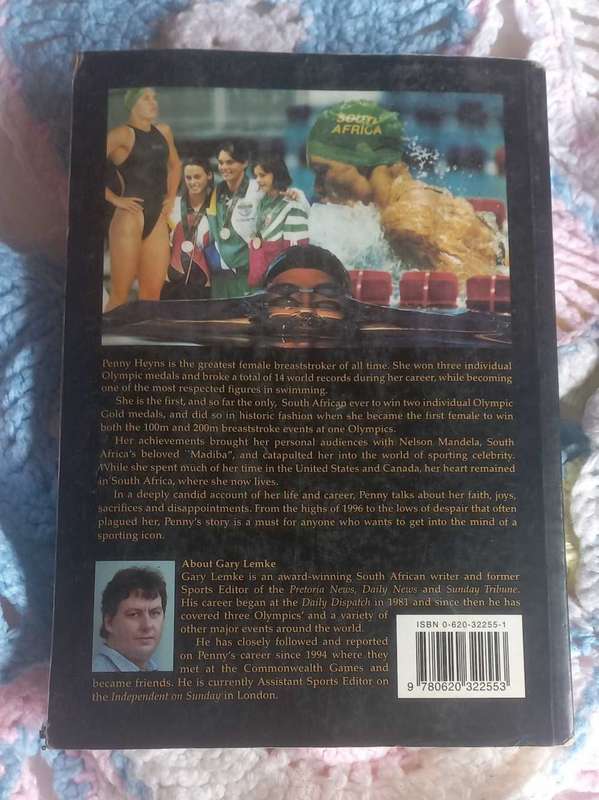 SOUTH
AFRICA
Penny Heyns is the greatest female breaststroker of all time. She won three individual
Olympic medals and broke a total of 14 world records during her career, while becoming
one of the most respected figures in swimming.
She is the first, and so far the only, South African ever to win two individual Olympic
Gold medals, and did so in historic fashion when she became the first female to win
both the 100m and 200m breaststroke events at one Olympics.
Her achievements brought her personal audiences with Nelson Mandela, South
Africa's beloved ``Madiba", and catapulted her into the world of sporting celebrity.
While she spent much of her time in the United States and Canada, her heart remained
in South Africa, where she now lives.
In a deeply candid account of her life and career, Penny talks about her faith, joys,
sacrifices and disappointments. From the highs of 1996 to the lows of despair that often
plagued her, Penny's story is a must for anyone who wants to get into the mind of a
sporting icon.
About Gary Lemke
Gary Lemke is an award-winning South African writer and former
Sports Editor of the Pretoria News, Daily News and Sunday Tribune.
His career began at the Daily Dispatch in 1981 and since then he has
covered three Olympics' and a variety of
other major events around the world.
He has closely followed and reported
on Penny's career since 1994 where they
met at the Commonwealth Games and
became friends. He is currently Assistant Sports Editor on
the Independent on Sunday in London.
ISBN 0-620-32255-1
9 780620 322553